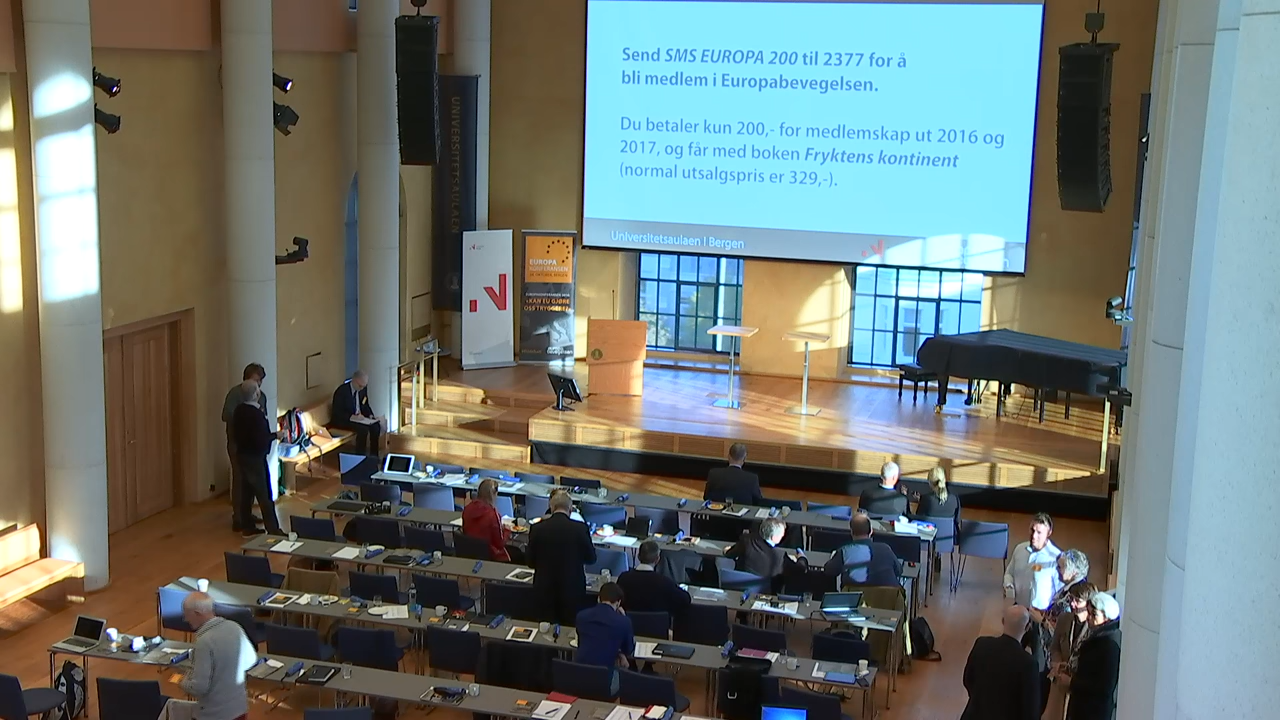 Send SMS EUROPA 200 til 2377 for å
bli medlem i Europabevegelsen.
Du betaler kun 200,- for medlemskap ut 2016 og
2017, og får med boken Fryktens kontinent
(normal utsalgspris er 329,-).
Universitetsaulaen i Bergen
UNIVERSITETSAULAEN
EUROPA
KONFERANSEN
KAN EU GJØRE
OSS TRYGGERE?